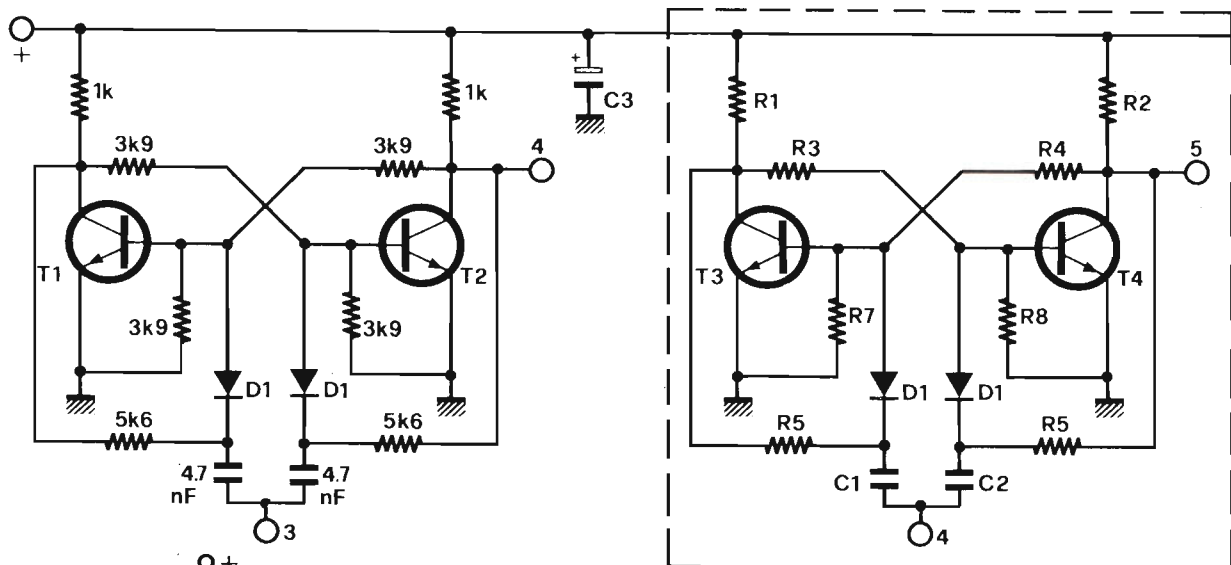 +
1k
1k
+
C3
R1
R2
3k9
3k9
4
R3
R4
5
T1
T2
T3
T4
3k9
3k9
R7
R8
D1
D1
D1
D1
5k6
5k6
R5
R5
4.7
nF
4.7
nF
C1
C2
3
4
+